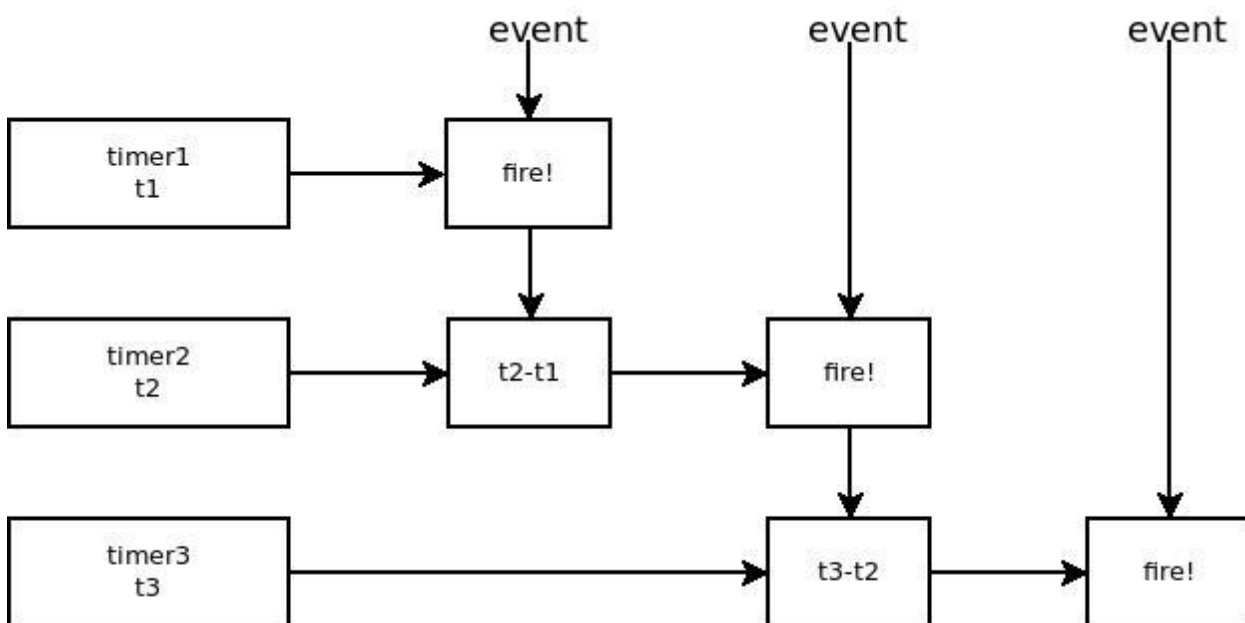 event
event
event
timer1
t1
fire!
timer2
t2
t2-t1
fire!
timer3
t3
t3-t2
fire!